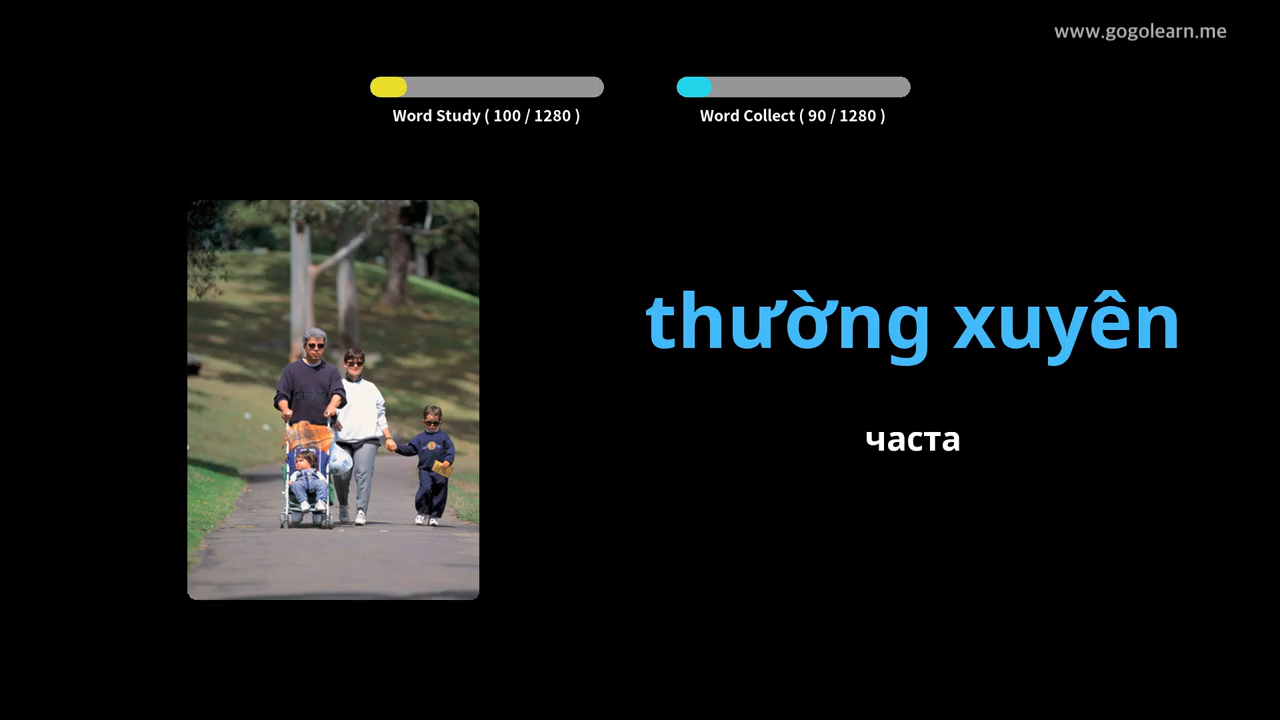 www.gogolearn.me
Word Study ( 100 / 1280 )
Word Collect ( 90 / 1280 )
thường xuyên
часта